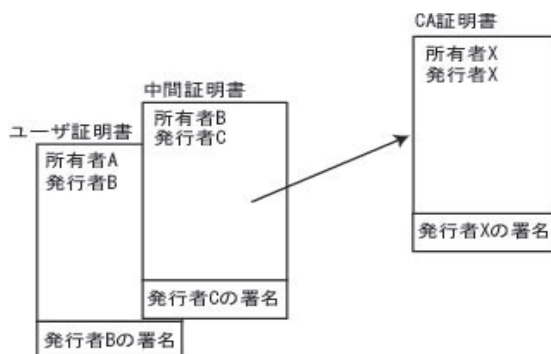 ユーザ証明書
所有者A
発行者B
発行者Bの署名
中間証明書
所有者B
発行者C
発行者Cの署名
CA証明書
所有者X
発行者X
発行者Xの署名